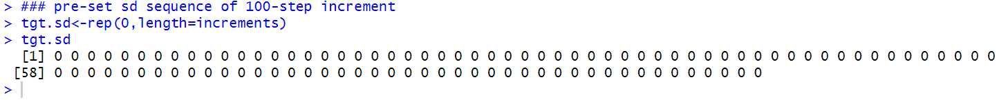 > ### pre-set sd sequence of 100-step increment
> tgt.sd<-rep(0,length=increments)
> tgt.sd
[1] 0 0 0 0 0 0 0 0 0 0 0 0 0 0 0 0 0 0 0 0 0 0 0 0 0 0 0 0 0 0 0 0 0 0 0 0 0 0 0 0 0 0 0 0 0 0 0 0 0 0 0 0 0 0 0 0 0
[58] 0 0 0 0 0 0 0 0 0 0 0 0 0 0 0 0 0 0 0 0 0 0 0 0 0 0 0 0 0 0 0 0 0 0 0 0 0 0 0 0 0 0 0
>